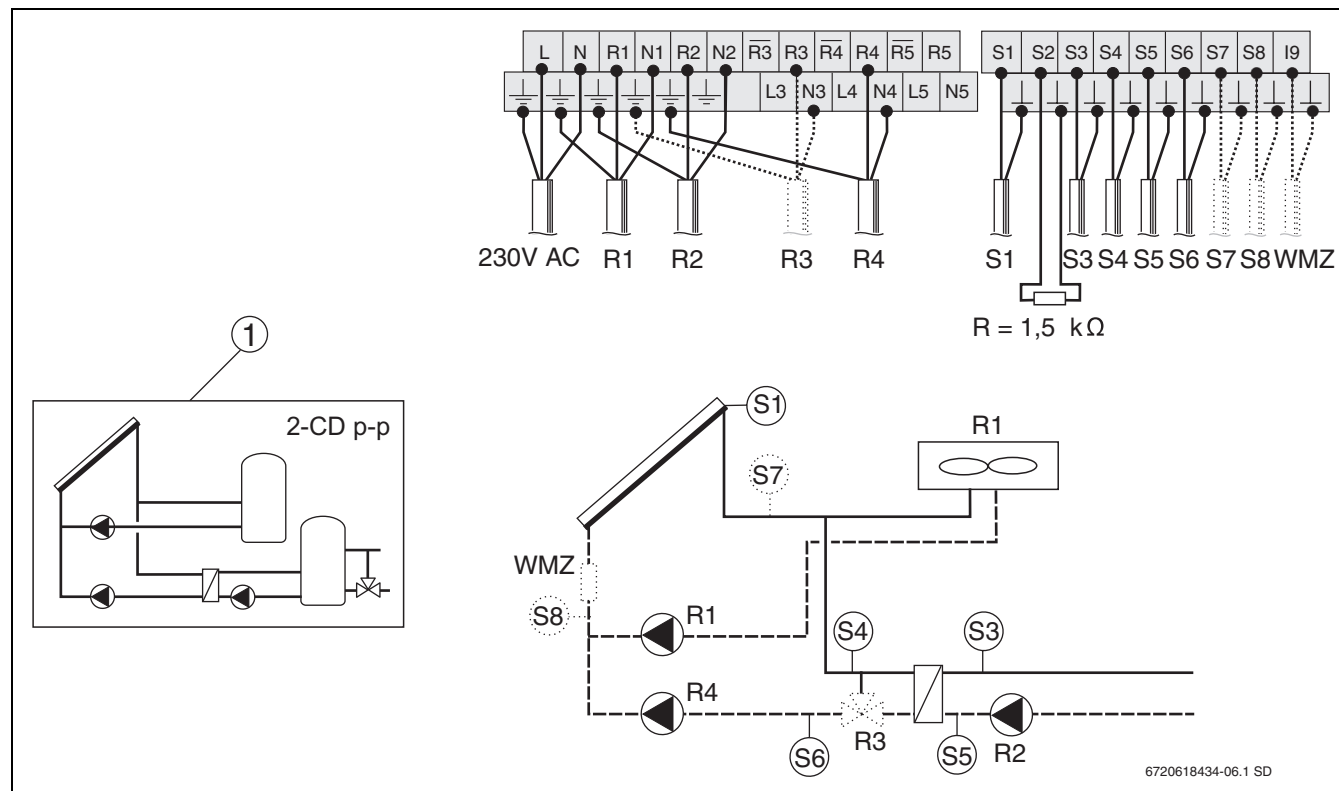 L N R1 N1 R2 N2 R̅3̅ R3 R̅4̅ R4 R̅5̅ R5
L3 N3 L4 N4 L5 N5
S1 S2 S3 S4 S5 S6 S7 S8 I9
230V AC R1 R2 R3 R4
S1 S3 S4 S5 S6 S7 S8 WMZ
R = 1,5 kΩ
1
2-CD p-p
S1
R1
S7
WMZ
S8
R1
S4
S3
R4
R3
S6
S5
R2
6720618434-06.1 SD